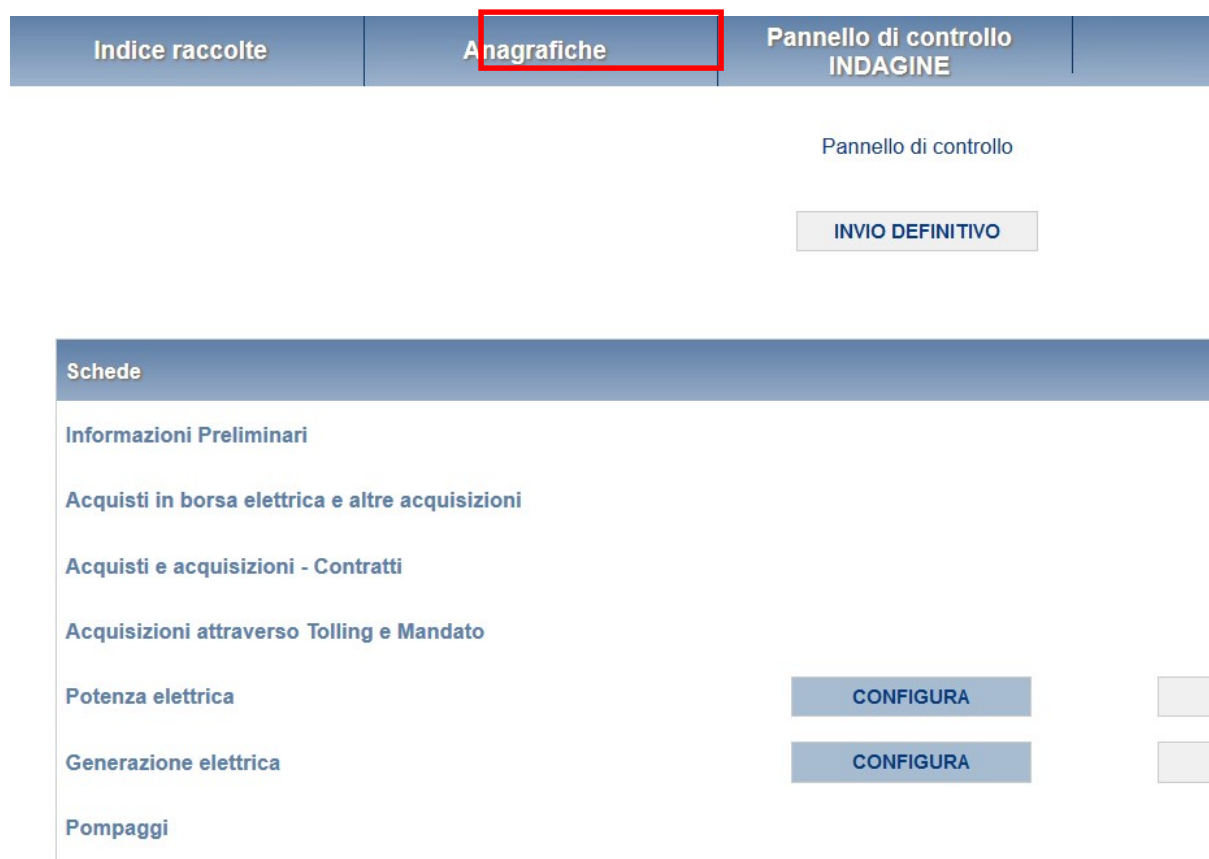 Indice raccolte
Anagrafiche
Pannello di controllo
INDAGINE
Pannello di controllo
INVIO DEFINITIVO
Schede
Informazioni Preliminari
Acquisti in borsa elettrica e altre acquisizioni
Acquisti e acquisizioni - Contratti
Acquisizioni attraverso Tolling e Mandato
Potenza elettrica
CONFIGURA
Generazione elettrica
CONFIGURA
Pompaggi